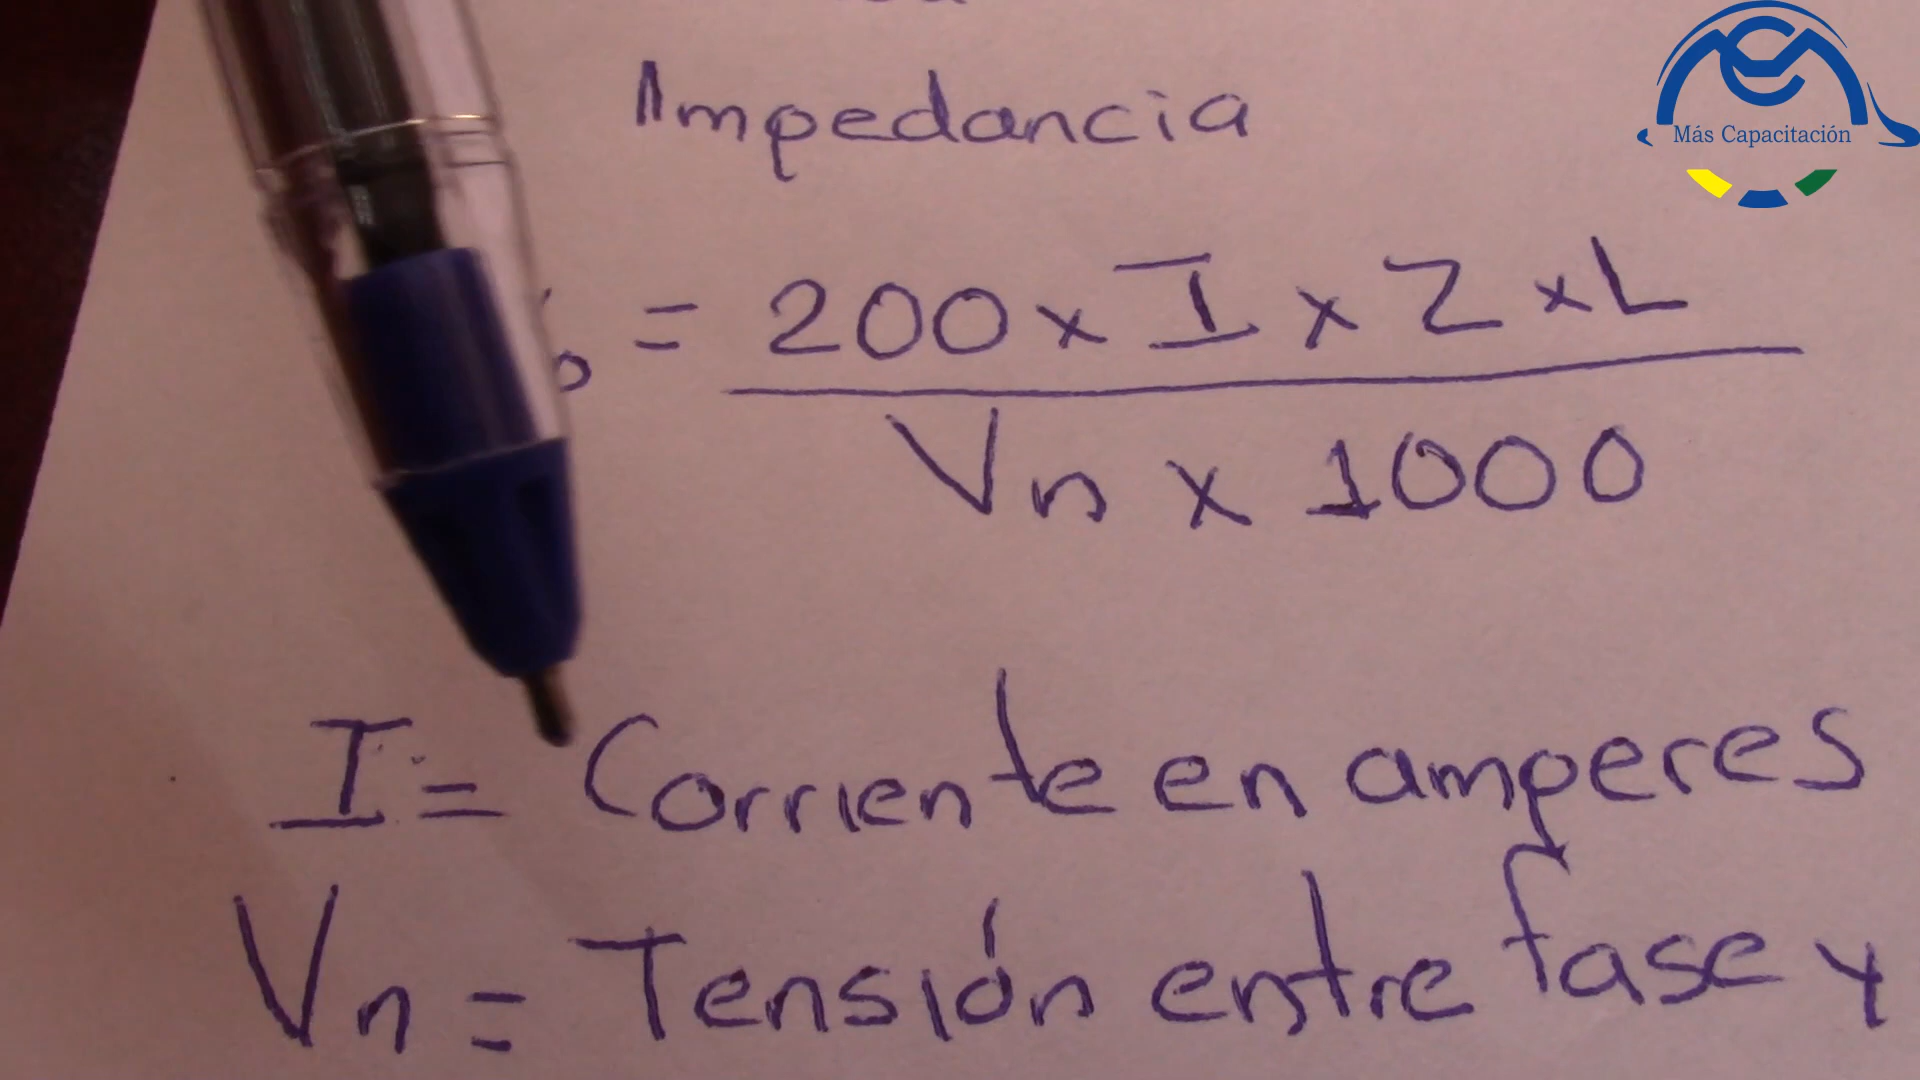 Impedancia
% = 200 x I x Z x L
Vn x 1000
I = Corriente en amperes
Vn = Tensión entre fase y
Más Capacitación